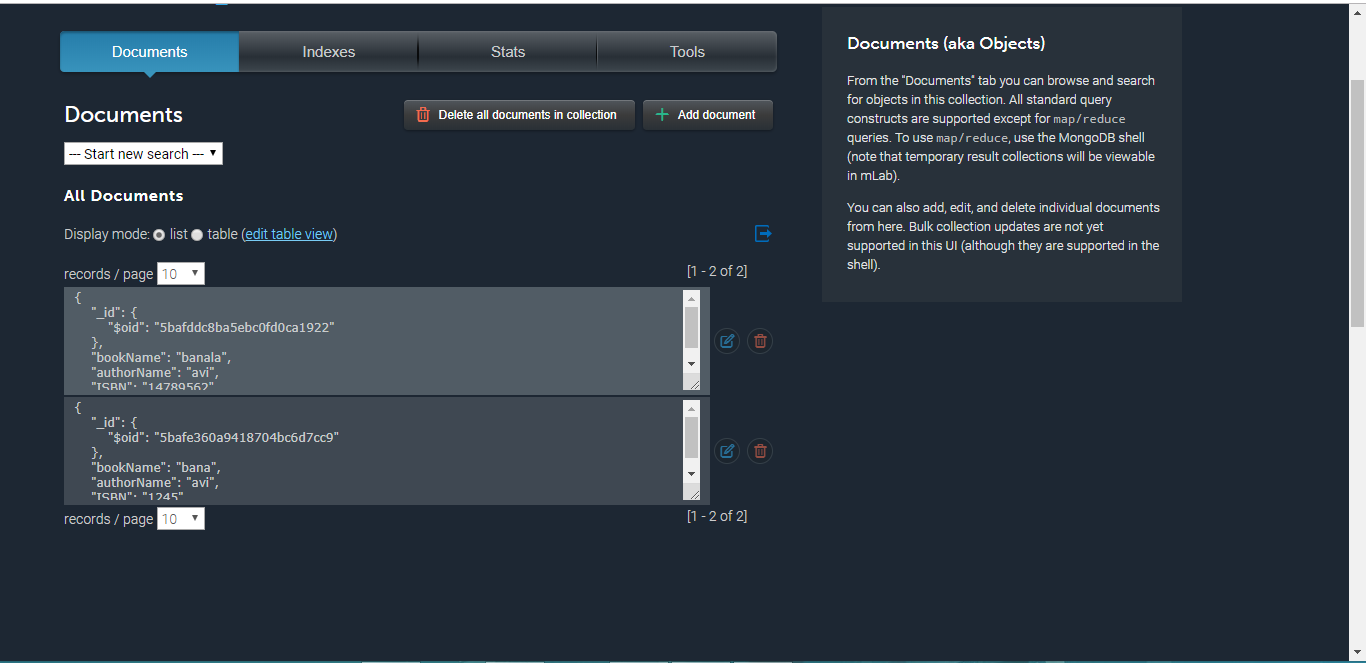 Documents Indexes Stats Tools
Documents
Delete all documents in collection
Add document
--- Start new search ---
All Documents
Display mode: list table (edit table view)
records / page 10
[1 - 2 of 2]
{
"_id": {
"$oid": "5bafddc8ba5ebc0fd0ca1922"
},
"bookName": "banala",
"authorName": "avi",
"ISBN": "14789562"
{
"_id": {
"$oid": "5bafe360a9418704bc6d7cc9"
},
"bookName": "bana",
"authorName": "avi",
"ISBN": "1245"
records / page 10
[1 - 2 of 2]
Documents (aka Objects)
From the "Documents" tab you can browse and search
for objects in this collection. All standard query
constructs are supported except for map/reduce
queries. To use map/reduce, use the MongoDB shell
(note that temporary result collections will be viewable
in mLab).
You can also add, edit, and delete individual documents
from here. Bulk collection updates are not yet
supported in this UI (although they are supported in the
shell).